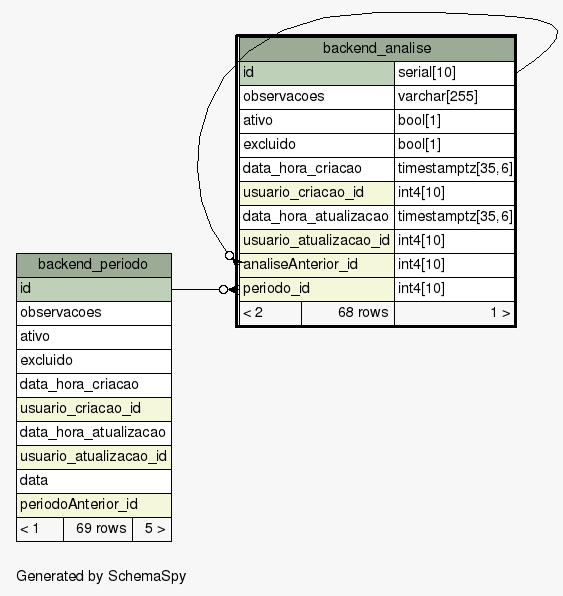 backend_analise
id serial[10]
observacoes varchar[255]
ativo bool[1]
excluido bool[1]
data_hora_criacao timestamptz[35,6]
usuario_criacao_id int4[10]
data_hora_atualizacao timestamptz[35,6]
usuario_atualizacao_id int4[10]
analiseAnterior_id int4[10]
periodo_id int4[10]
< 2 68 rows 1 >
backend_periodo
id
observacoes
ativo
excluido
data_hora_criacao
usuario_criacao_id
data_hora_atualizacao
usuario_atualizacao_id
data
periodoAnterior_id
< 1 69 rows 5 >
Generated by SchemaSpy